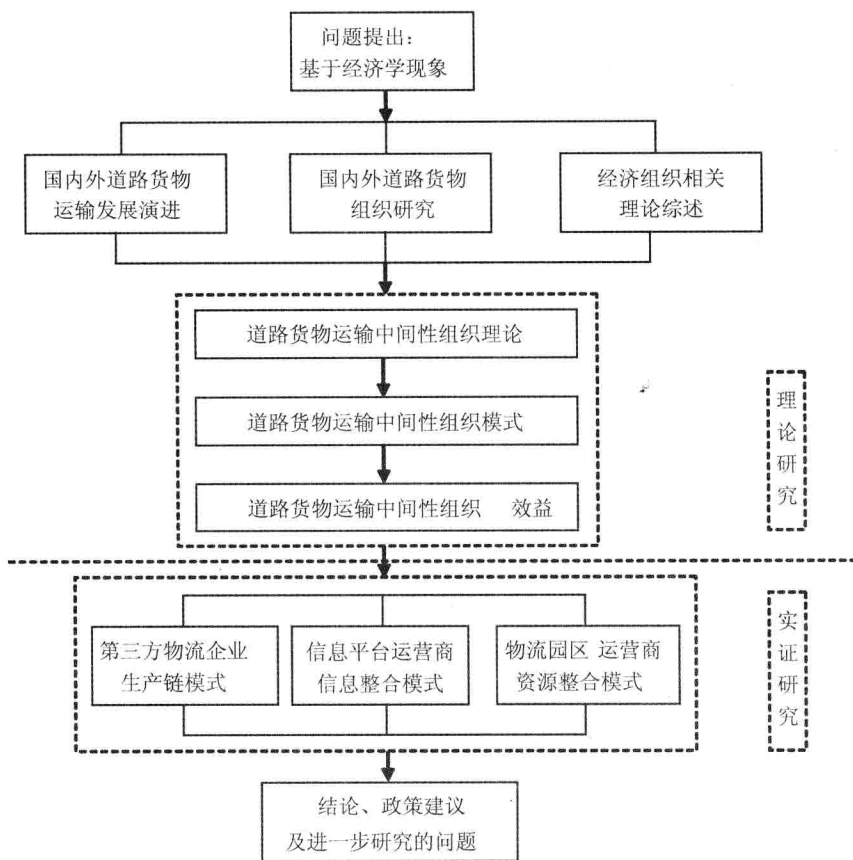 问题提出：
基于经济学现象
国内外道路货物
运输发展演进
国内外道路货物
组织研究
经济组织相关
理论综述
道路货物运输中间性组织理论
道路货物运输中间性组织模式
道路货物运输中间性组织 效益
理论研究
第三方物流企业
生产链模式
信息平台运营商
信息整合模式
物流园区 运营商
资源整合模式
实证研究
结论、政策建议
及进一步研究的问题